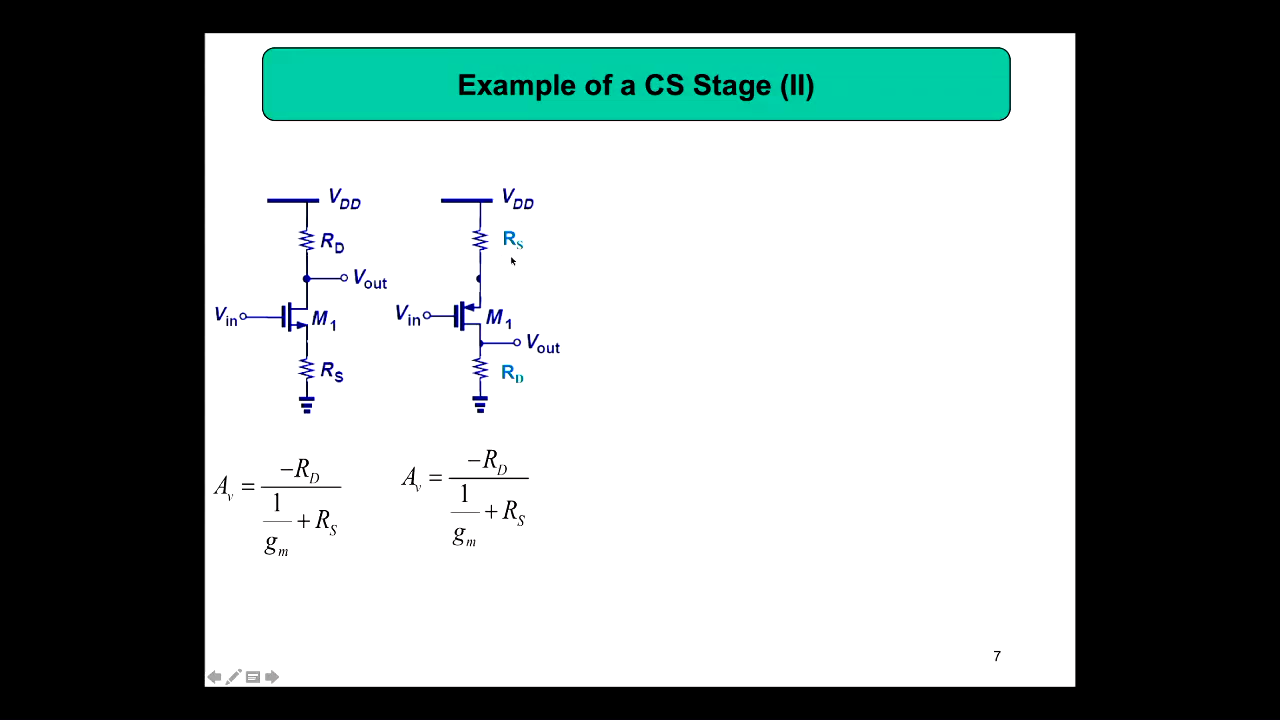 Example of a CS Stage (II)
V_DD
R_D
V_out
V_in
M_1
R_S
V_DD
R_S
V_in
M_1
V_out
R_D
A_v = −R_D / (1/g_m + R_S)
A_v = −R_D / (1/g_m + R_S)
7